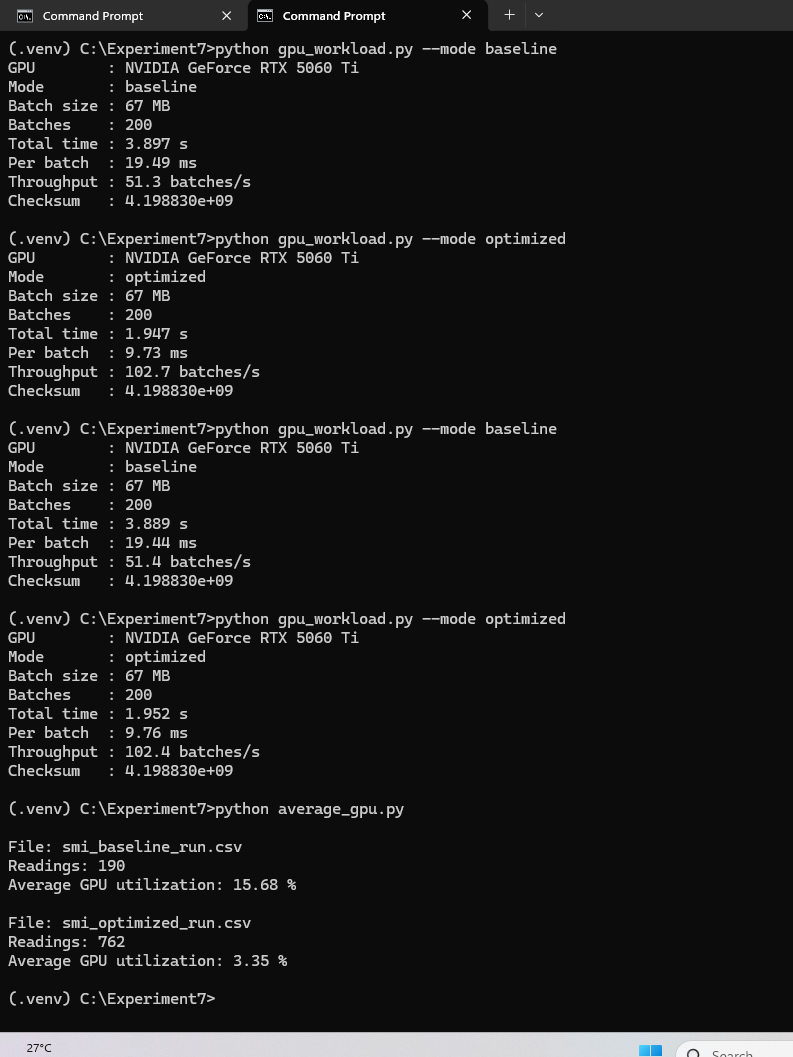 Command Prompt
Command Prompt
(.venv) C:\Experiment7>python gpu_workload.py --mode baseline
GPU        : NVIDIA GeForce RTX 5060 Ti
Mode       : baseline
Batch size : 67 MB
Batches    : 200
Total time : 3.897 s
Per batch  : 19.49 ms
Throughput : 51.3 batches/s
Checksum   : 4.198830e+09
(.venv) C:\Experiment7>python gpu_workload.py --mode optimized
GPU        : NVIDIA GeForce RTX 5060 Ti
Mode       : optimized
Batch size : 67 MB
Batches    : 200
Total time : 1.947 s
Per batch  : 9.73 ms
Throughput : 102.7 batches/s
Checksum   : 4.198830e+09
(.venv) C:\Experiment7>python gpu_workload.py --mode baseline
GPU        : NVIDIA GeForce RTX 5060 Ti
Mode       : baseline
Batch size : 67 MB
Batches    : 200
Total time : 3.889 s
Per batch  : 19.44 ms
Throughput : 51.4 batches/s
Checksum   : 4.198830e+09
(.venv) C:\Experiment7>python gpu_workload.py --mode optimized
GPU        : NVIDIA GeForce RTX 5060 Ti
Mode       : optimized
Batch size : 67 MB
Batches    : 200
Total time : 1.952 s
Per batch  : 9.76 ms
Throughput : 102.4 batches/s
Checksum   : 4.198830e+09
(.venv) C:\Experiment7>python average_gpu.py
File: smi_baseline_run.csv
Readings: 190
Average GPU utilization: 15.68 %
File: smi_optimized_run.csv
Readings: 762
Average GPU utilization: 3.35 %
(.venv) C:\Experiment7>
27°C
Search